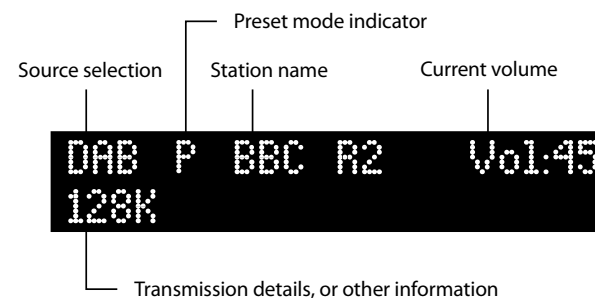 Preset mode indicator
Source selection Station name Current volume
DAB P BBC R2 Vol:45
128K
Transmission details, or other information